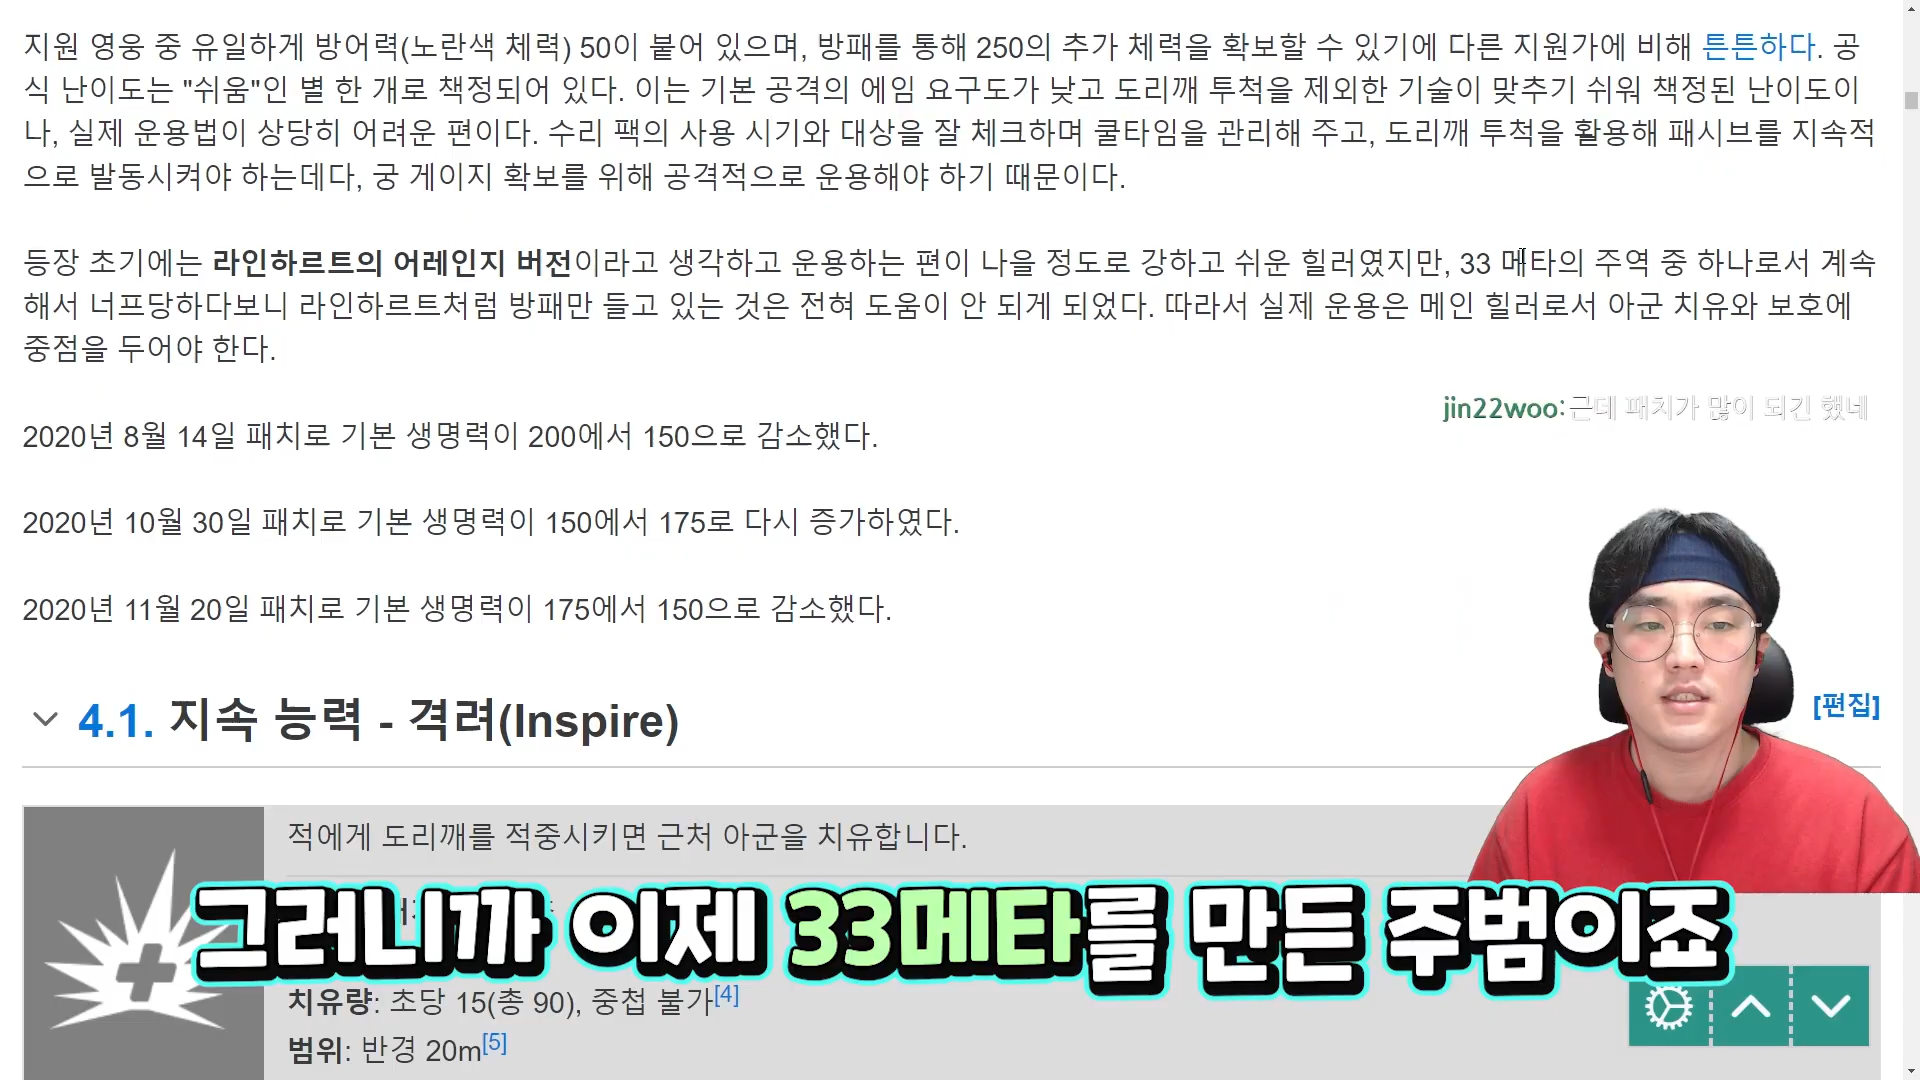 지원 영웅 중 유일하게 방어력(노란색 체력) 50이 붙어 있으며, 방패를 통해 250의 추가 체력을 확보할 수 있기에 다른 지원가에 비해 튼튼하다. 공
식 난이도는 "쉬움"인 별 한 개로 책정되어 있다. 이는 기본 공격의 에임 요구도가 낮고 도리깨 투척을 제외한 기술이 맞추기 쉬워 책정된 난이도이
나, 실제 운용법이 상당히 어려운 편이다. 수리 팩의 사용 시기와 대상을 잘 체크하며 쿨타임을 관리해 주고, 도리깨 투척을 활용해 패시브를 지속적
으로 발동시켜야 하는데다, 궁 게이지 확보를 위해 공격적으로 운용해야 하기 때문이다.
등장 초기에는 라인하르트의 어레인지 버전이라고 생각하고 운용하는 편이 나을 정도로 강하고 쉬운 힐러였지만, 33 메타의 주역 중 하나로서 계속
해서 너프당하다보니 라인하르트처럼 방패만 들고 있는 것은 전혀 도움이 안 되게 되었다. 따라서 실제 운용은 메인 힐러로서 아군 치유와 보호에
중점을 두어야 한다.
jin22woo: 근데 패치가 많이 되긴 했네
2020년 8월 14일 패치로 기본 생명력이 200에서 150으로 감소했다.
2020년 10월 30일 패치로 기본 생명력이 150에서 175로 다시 증가하였다.
2020년 11월 20일 패치로 기본 생명력이 175에서 150으로 감소했다.
4.1. 지속 능력 - 격려(Inspire)
[편집]
적에게 도리깨를 적중시키면 근처 아군을 치유합니다.
그러니까 이제 33메타를 만든 주범이죠
치유량: 초당 15(총 90), 중첩 불가[4]
범위: 반경 20m[5]